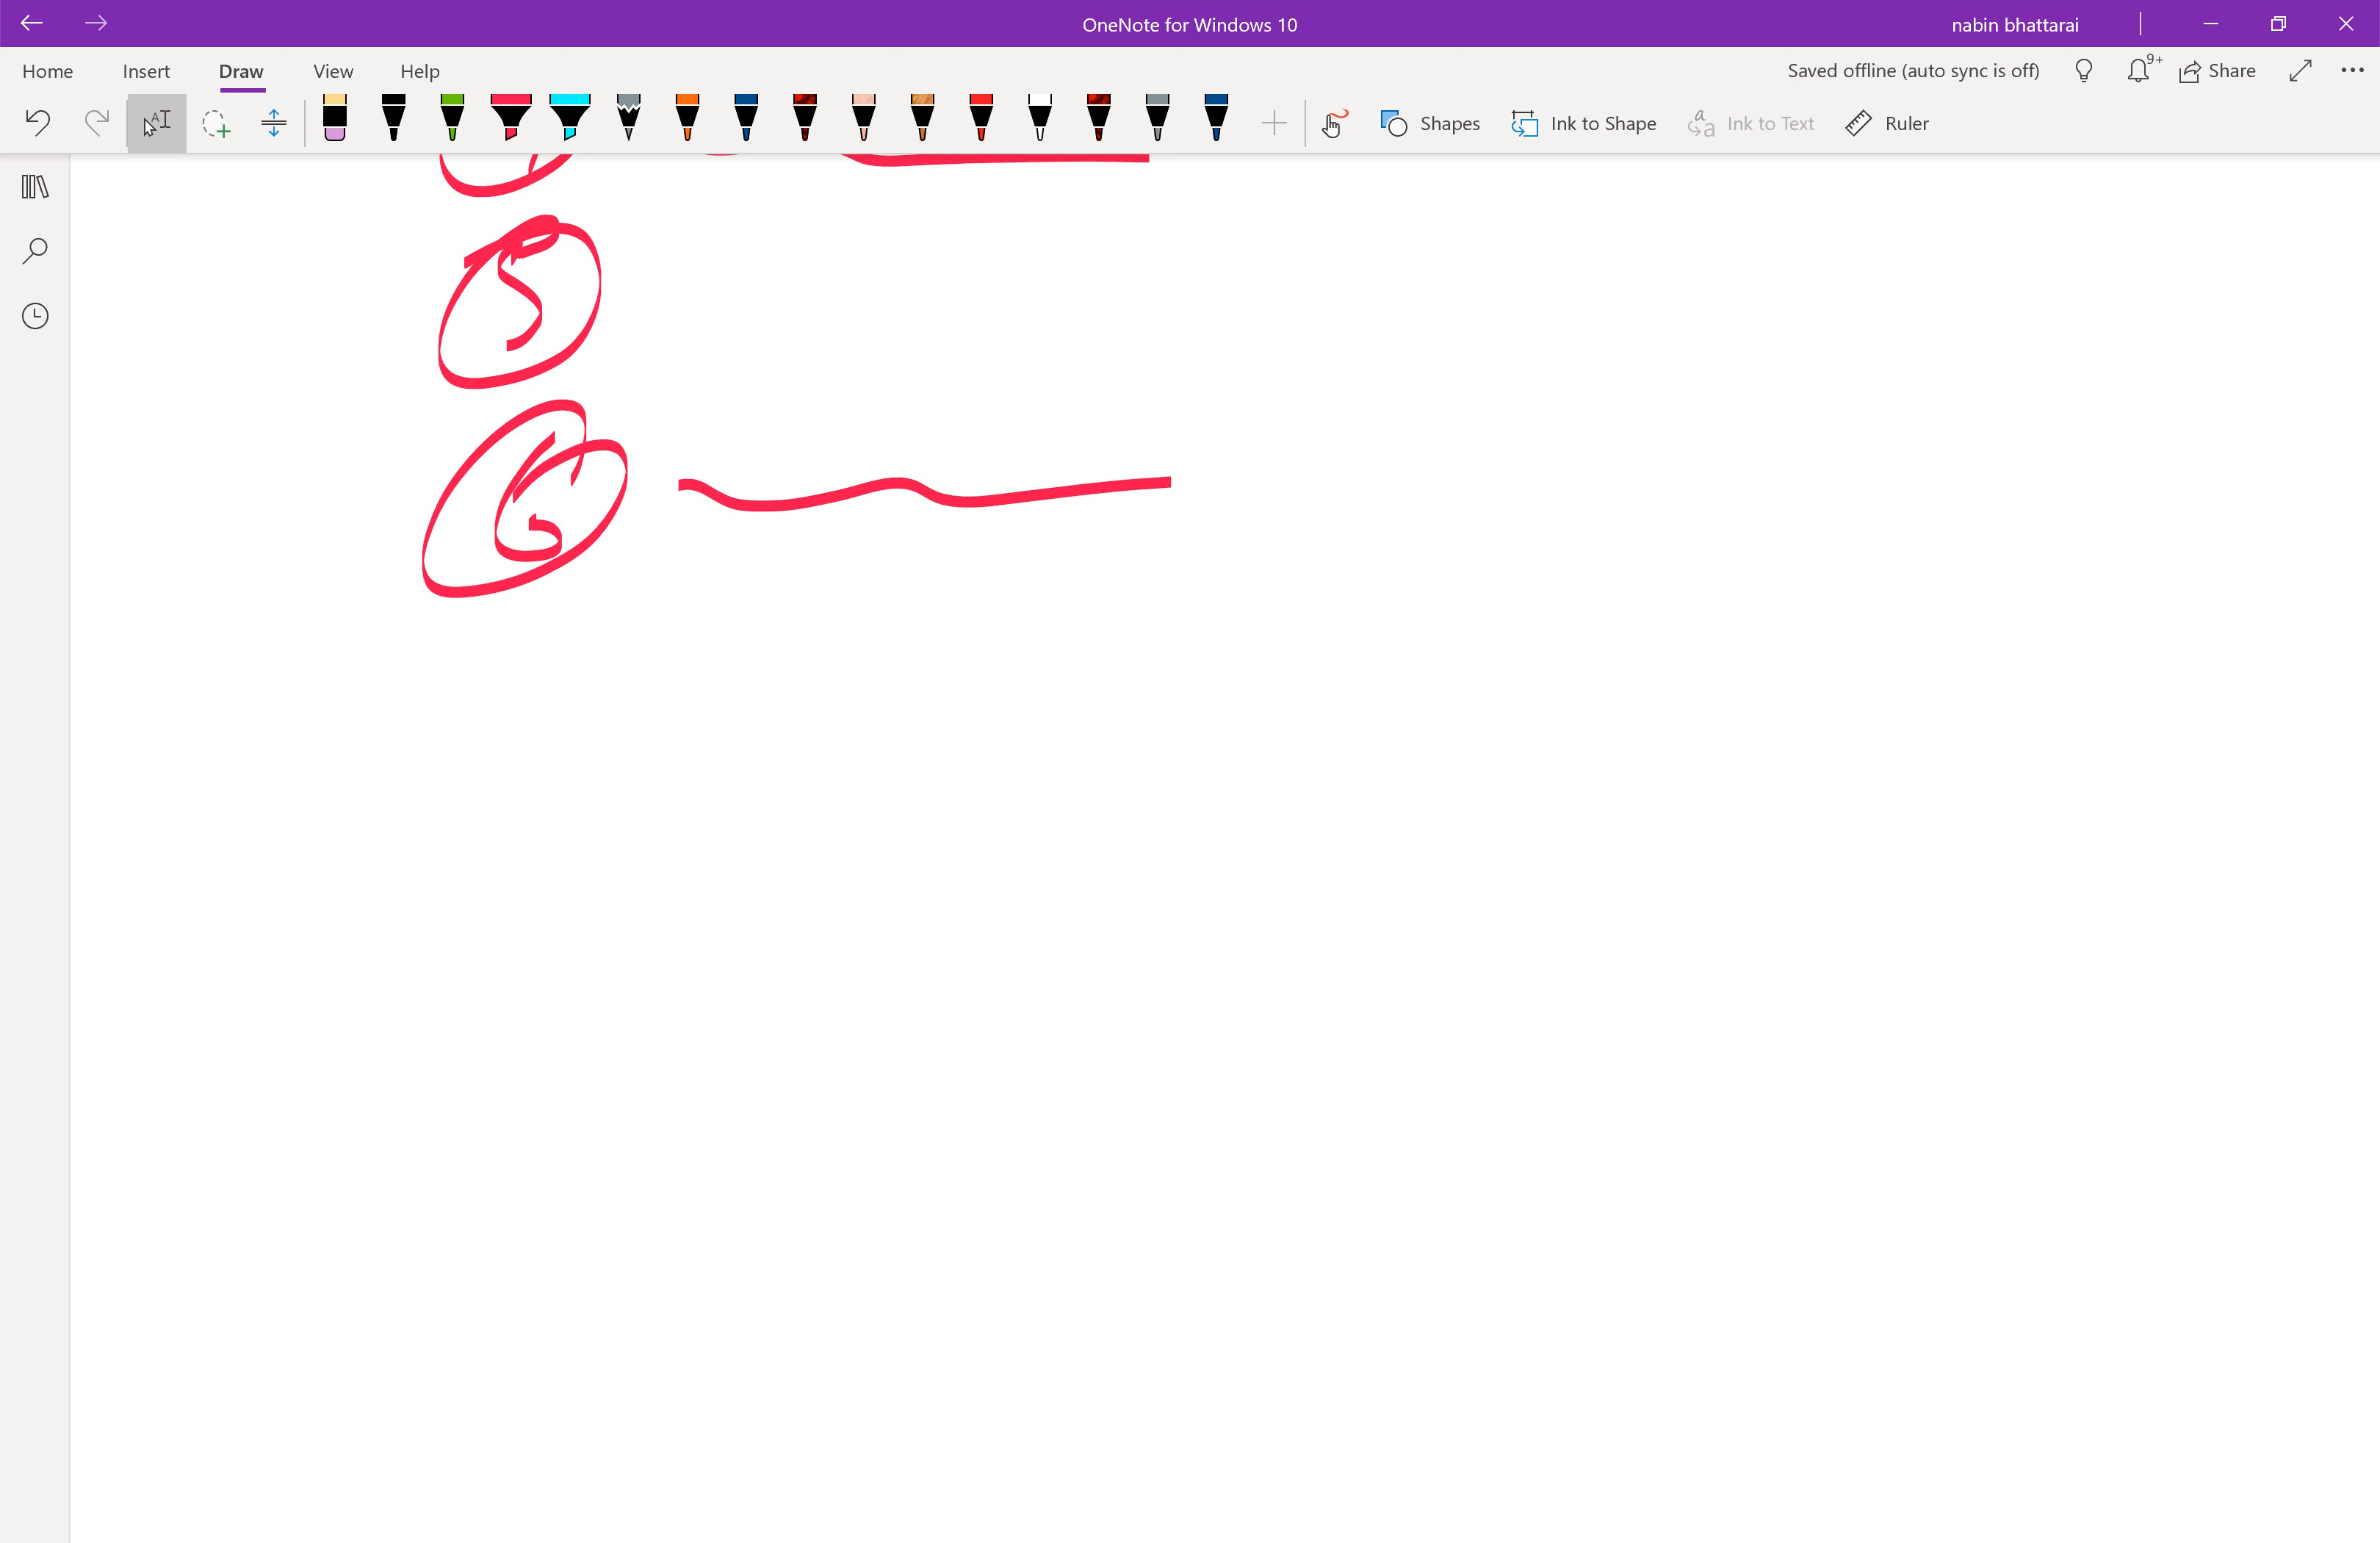 OneNote for Windows 10
nabin bhattarai
Home Insert Draw View Help
Saved offline (auto sync is off)
9+
Share
Shapes
Ink to Shape
Ink to Text
Ruler
5
6